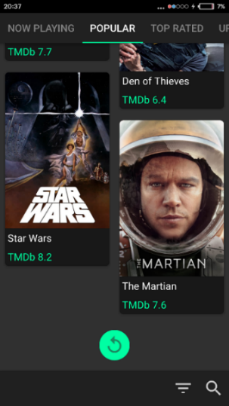 20:37
7%
NOW PLAYING POPULAR TOP RATED
TMDb 7.7
Den of Thieves
TMDb 6.4
STAR
WARS
Star Wars
TMDb 8.2
THE MARTIAN
The Martian
TMDb 7.6